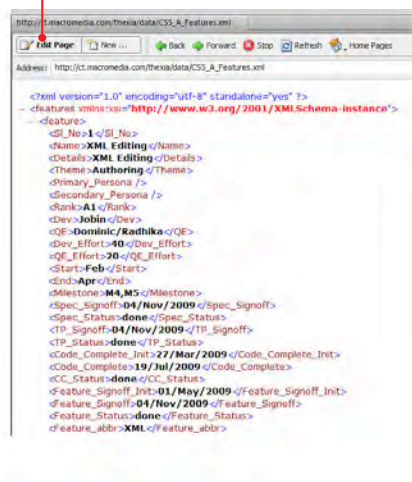 http://ct.macromedia.com/thexia/data/CS5_A_Features.xml
Edit Page New ... Back Forward Stop Refresh Home Pages
Address: http://ct.macromedia.com/thexia/data/CS5_A_Features.xml
<?xml version="1.0" encoding="utf-8" standalone="yes" ?>
- <features xmlns:xsi="http://www.w3.org/2001/XMLSchema-instance">
- <feature>
<Sl_No>1</Sl_No>
<Name>XML Editing</Name>
<Details>XML Editing</Details>
<Theme>Authoring</Theme>
<Primary_Persona />
<Secondary_Persona />
<Rank>A1</Rank>
<Dev>Jobin</Dev>
<QE>Dominic/Radhika</QE>
<Dev_Effort>40</Dev_Effort>
<QE_Effort>20</QE_Effort>
<Start>Feb</Start>
<End>Apr</End>
<Milestone>M4,M5</Milestone>
<Spec_Signoff>04/Nov/2009</Spec_Signoff>
<Spec_Status>done</Spec_Status>
<TP_Signoff>04/Nov/2009</TP_Signoff>
<TP_Status>done</TP_Status>
<Code_Complete_Init>27/Mar/2009</Code_Complete_Init>
<Code_Complete>19/Jul/2009</Code_Complete>
<CC_Status>done</CC_Status>
<Feature_Signoff_Init>01/May/2009</Feature_Signoff_Init>
<Feature_Signoff>04/Nov/2009</Feature_Signoff>
<Feature_Status>done</Feature_Status>
<Feature_abbr>XML</Feature_abbr>